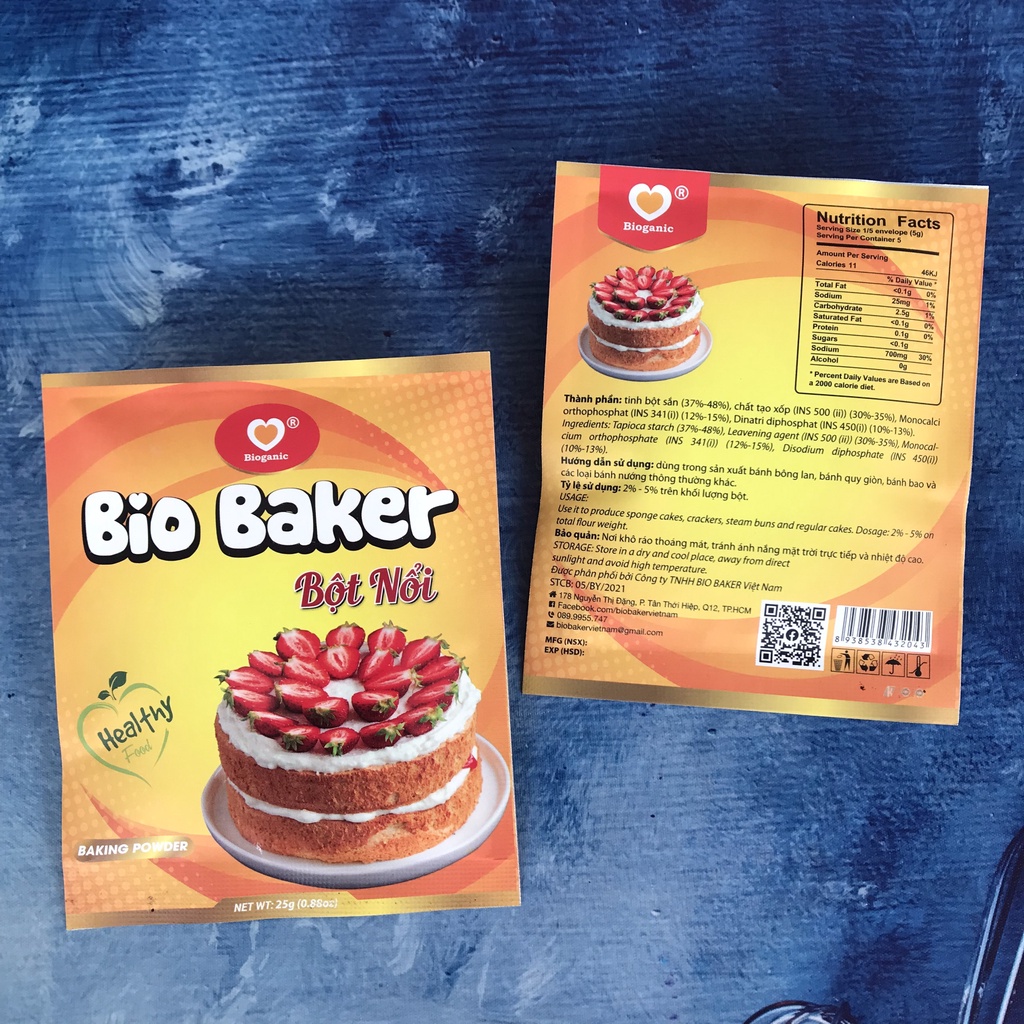 Bioganic ®
Bio Baker
Bột Nổi
Healthy
Food
BAKING POWDER
NET WT: 25g (0.88oz)
Bioganic ®
Nutrition Facts
Serving Size 1/5 envelope (5g)
Serving Per Container 5
Amount Per Serving
Calories 11 46KJ
% Daily Value *
Total Fat <0.1g 0%
Sodium 25mg 1%
Carbohydrate 2.5g 1%
Saturated Fat <0.1g 0%
Protein 0.1g 0%
Sugars <0.1g
Sodium 700mg 30%
Alcohol 0g
* Percent Daily Values are Based on
a 2000 calorie diet.
Thành phần: tinh bột sắn (37%-48%), chất tạo xốp (INS 500 (ii)) (30%-35%), Monocalci
orthophosphat (INS 341(i)) (12%-15%), Dinatri diphosphat (INS 450(i)) (10%-13%).
Ingredients: Tapioca starch (37%-48%), Leavening agent (INS 500 (ii)) (30%-35%), Monocal-
cium orthophosphate (INS 341(i)) (12%-15%), Disodium diphosphate (INS 450(i))
(10%-13%).
Hướng dẫn sử dụng: dùng trong sản xuất bánh bông lan, bánh quy giòn, bánh bao và
các loại bánh nướng thông thường khác.
Tỷ lệ sử dụng: 2% - 5% trên khối lượng bột.
USAGE:
Use it to produce sponge cakes, crackers, steam buns and regular cakes. Dosage: 2% - 5% on
total flour weight.
Bảo quản: Nơi khô ráo thoáng mát, tránh ánh nắng mặt trời trực tiếp và nhiệt độ cao.
STORAGE: Store in a dry and cool place, away from direct
sunlight and avoid high temperature.
Được phân phối bởi Công ty TNHH BIO BAKER Việt Nam
STCB: 05/BY/2021
178 Nguyễn Thị Đặng, P. Tân Thới Hiệp, Q12, TP.HCM
Facebook.com/biobakervietnam
089.9955.747
biobakervietnam@gmail.com
MFG (NSX):
EXP (HSD):
8 938538 432043